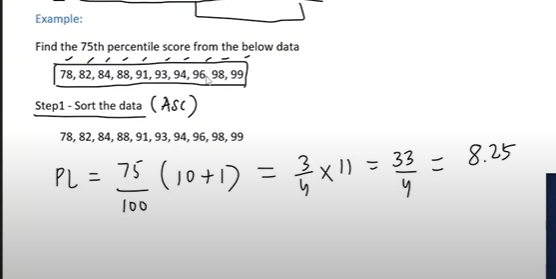 Example:
Find the 75th percentile score from the below data
78, 82, 84, 88, 91, 93, 94, 96, 98, 99
Step1 - Sort the data (ASC)
78, 82, 84, 88, 91, 93, 94, 96, 98, 99
PL = 75/100 (10+1) = 3/4 × 11 = 33/4 = 8.25